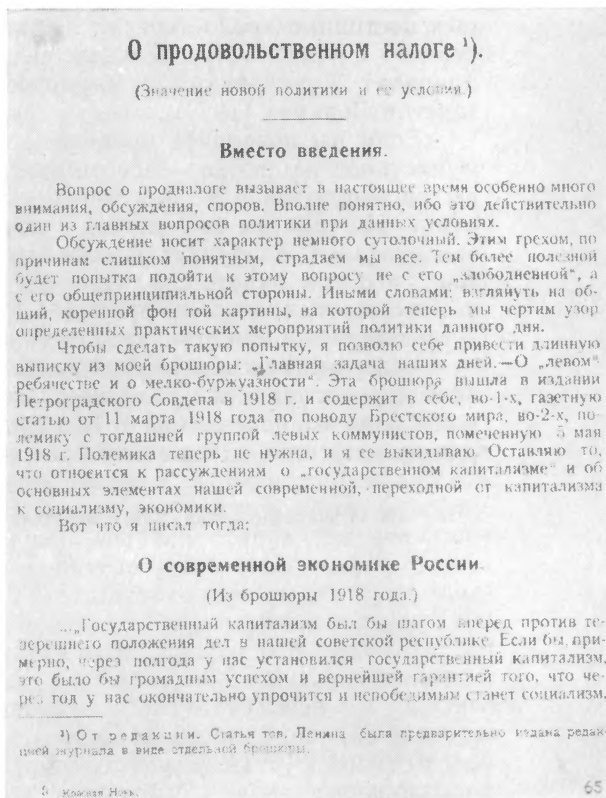 О продовольственном налоге ¹).
(Значение новой политики и ее условия.)
Вместо введения.
Вопрос о продналоге вызывает в настоящее время особенно много
внимания, обсуждения, споров. Вполне понятно, ибо это действительно
один из главных вопросов политики при данных условиях.
Обсуждение носит характер немного сутолочный. Этим грехом, по
причинам слишком понятным, страдаем мы все. Тем более полезной
будет попытка подойти к этому вопросу не с его „злободневной“, а
с его общепринципиальной стороны. Иными словами: взглянуть на об-
щий, коренной фон той картины, на которой теперь мы чертим узор
определенных практических мероприятий политики данного дня.
Чтобы сделать такую попытку, я позволю себе привести длинную
выписку из моей брошюры: „Главная задача наших дней.—О „левом“
ребячестве и о мелко-буржуазности“. Эта брошюра вышла в издании
Петроградского Совдепа в 1918 г. и содержит в себе, во-1-х, газетную
статью от 11 марта 1918 года по поводу Брестского мира, во-2-х, по-
лемику с тогдашней группой левых коммунистов, помеченную 5 мая
1918 г. Полемика теперь не нужна, и я ее выкидываю. Оставляю то,
что относится к рассуждениям о „государственном капитализме“ и об
основных элементах нашей современной, переходной от капитализма
к социализму, экономики.
Вот что я писал тогда:
О современной экономике России.
(Из брошюры 1918 года.)
...„Государственный капитализм был бы шагом вперед против те-
перешнего положения дел в нашей советской республике. Если бы, при-
мерно, через полгода у нас установился государственный капитализм,
это было бы громадным успехом и вернейшей гарантией того, что че-
рез год у нас окончательно упрочится и непобедимым станет социализм.
¹) От редакции. Статья тов. Ленина была предварительно издана редак-
цией журнала в виде отдельной брошюры.
5 Красная Новь.
65